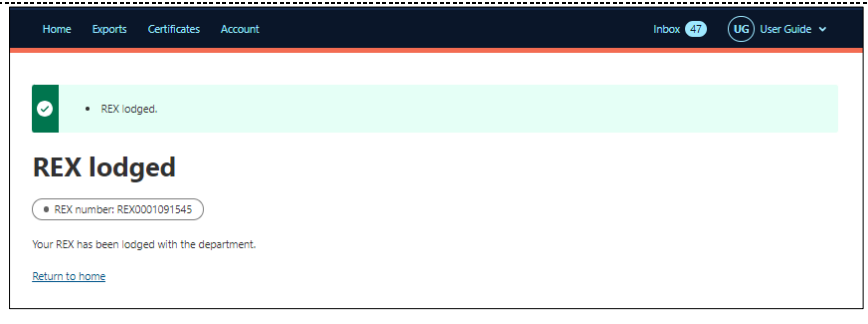 Home Exports Certificates Account Inbox 47 UG User Guide
• REX lodged.
REX lodged
• REX number: REX0001091545
Your REX has been lodged with the department.
Return to home